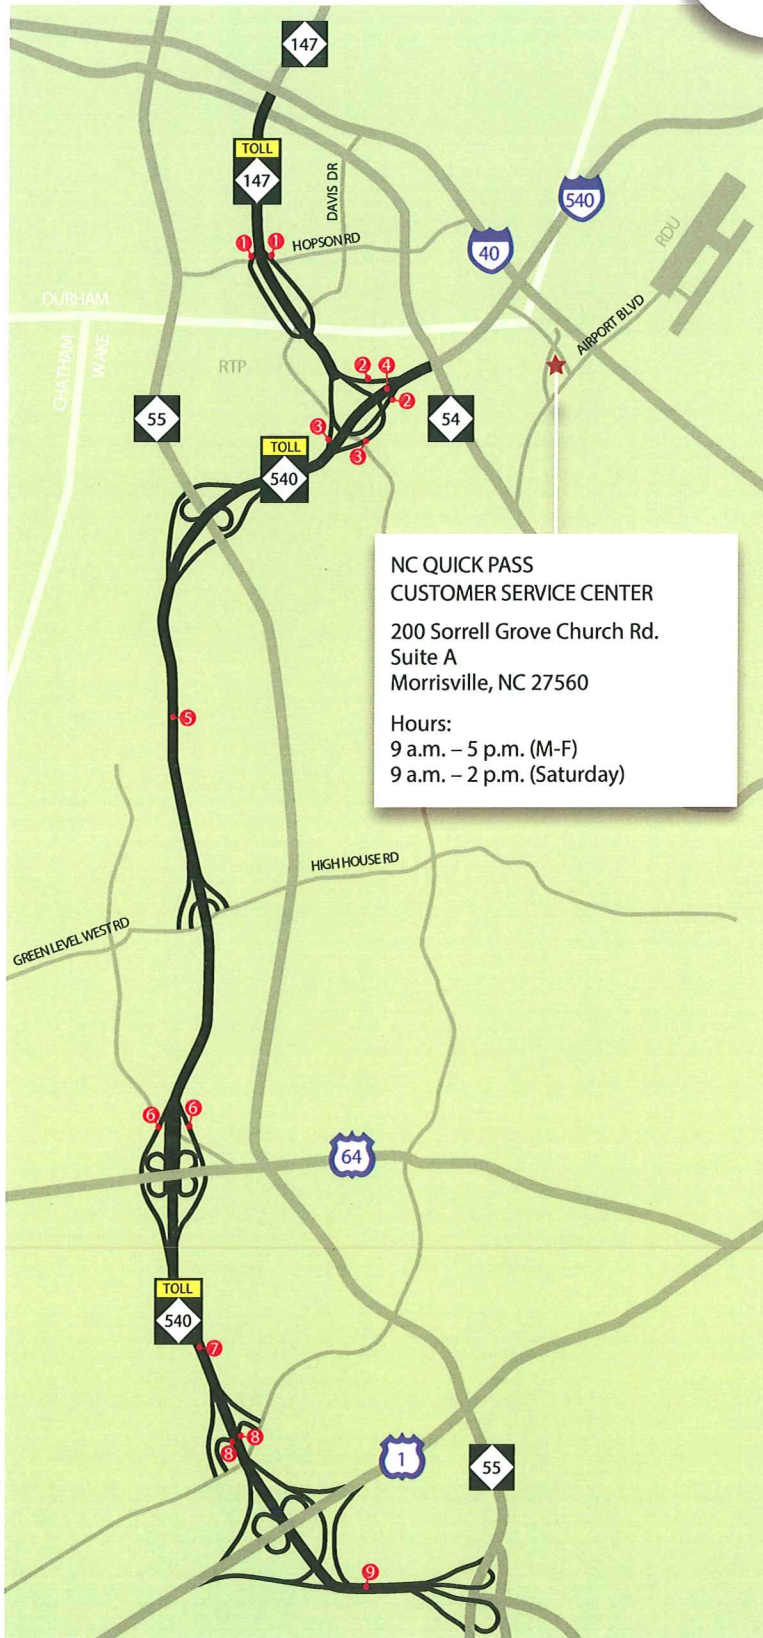 147
TOLL
147
DAVIS DR
540
1
1
HOPSON RD
40
RDU
DURHAM
CHATHAM
WAKE
RTP
AIRPORT BLVD
2
4
2
55
54
3
3
TOLL
540
NC QUICK PASS
CUSTOMER SERVICE CENTER
200 Sorrell Grove Church Rd.
Suite A
Morrisville, NC 27560
Hours:
9 a.m. – 5 p.m. (M-F)
9 a.m. – 2 p.m. (Saturday)
5
HIGH HOUSE RD
GREEN LEVEL WEST RD
6
6
64
TOLL
540
7
8
8
1
55
9